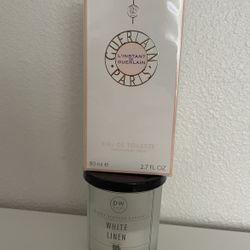 GUERLAIN
L'INSTANT
DE GUERLAIN
PARIS
EAU DE TOILETTE
80 ml e 2.7 FL.OZ.
DW
WHITE
LINEN